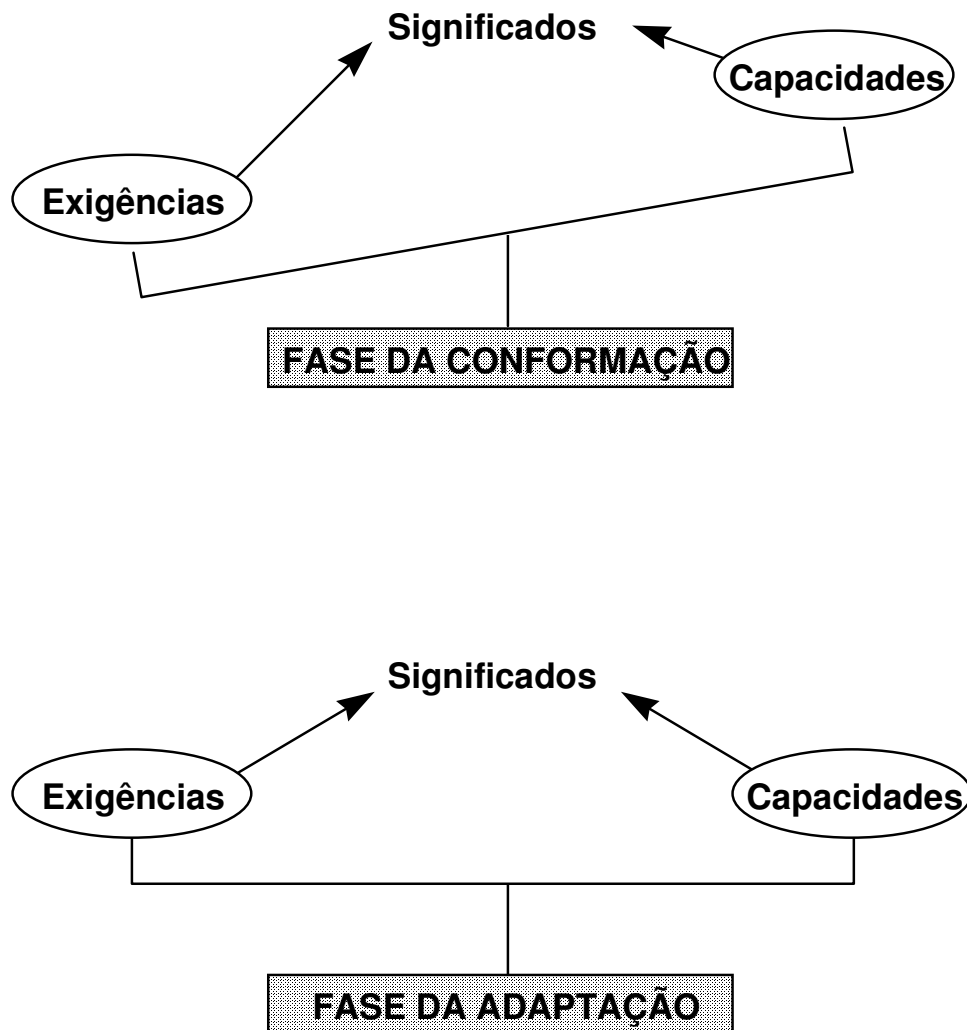 Significados
Capacidades
Exigências
FASE DA CONFORMAÇÃO
Significados
Exigências
Capacidades
FASE DA ADAPTAÇÃO